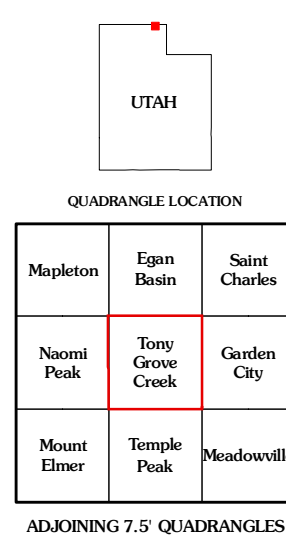 UTAH
QUADRANGLE LOCATION
Mapleton
Egan
Basin
Saint
Charles
Naomi
Peak
Tony
Grove
Creek
Garden
City
Mount
Elmer
Temple
Peak
Meadowvill
ADJOINING 7.5' QUADRANGLES